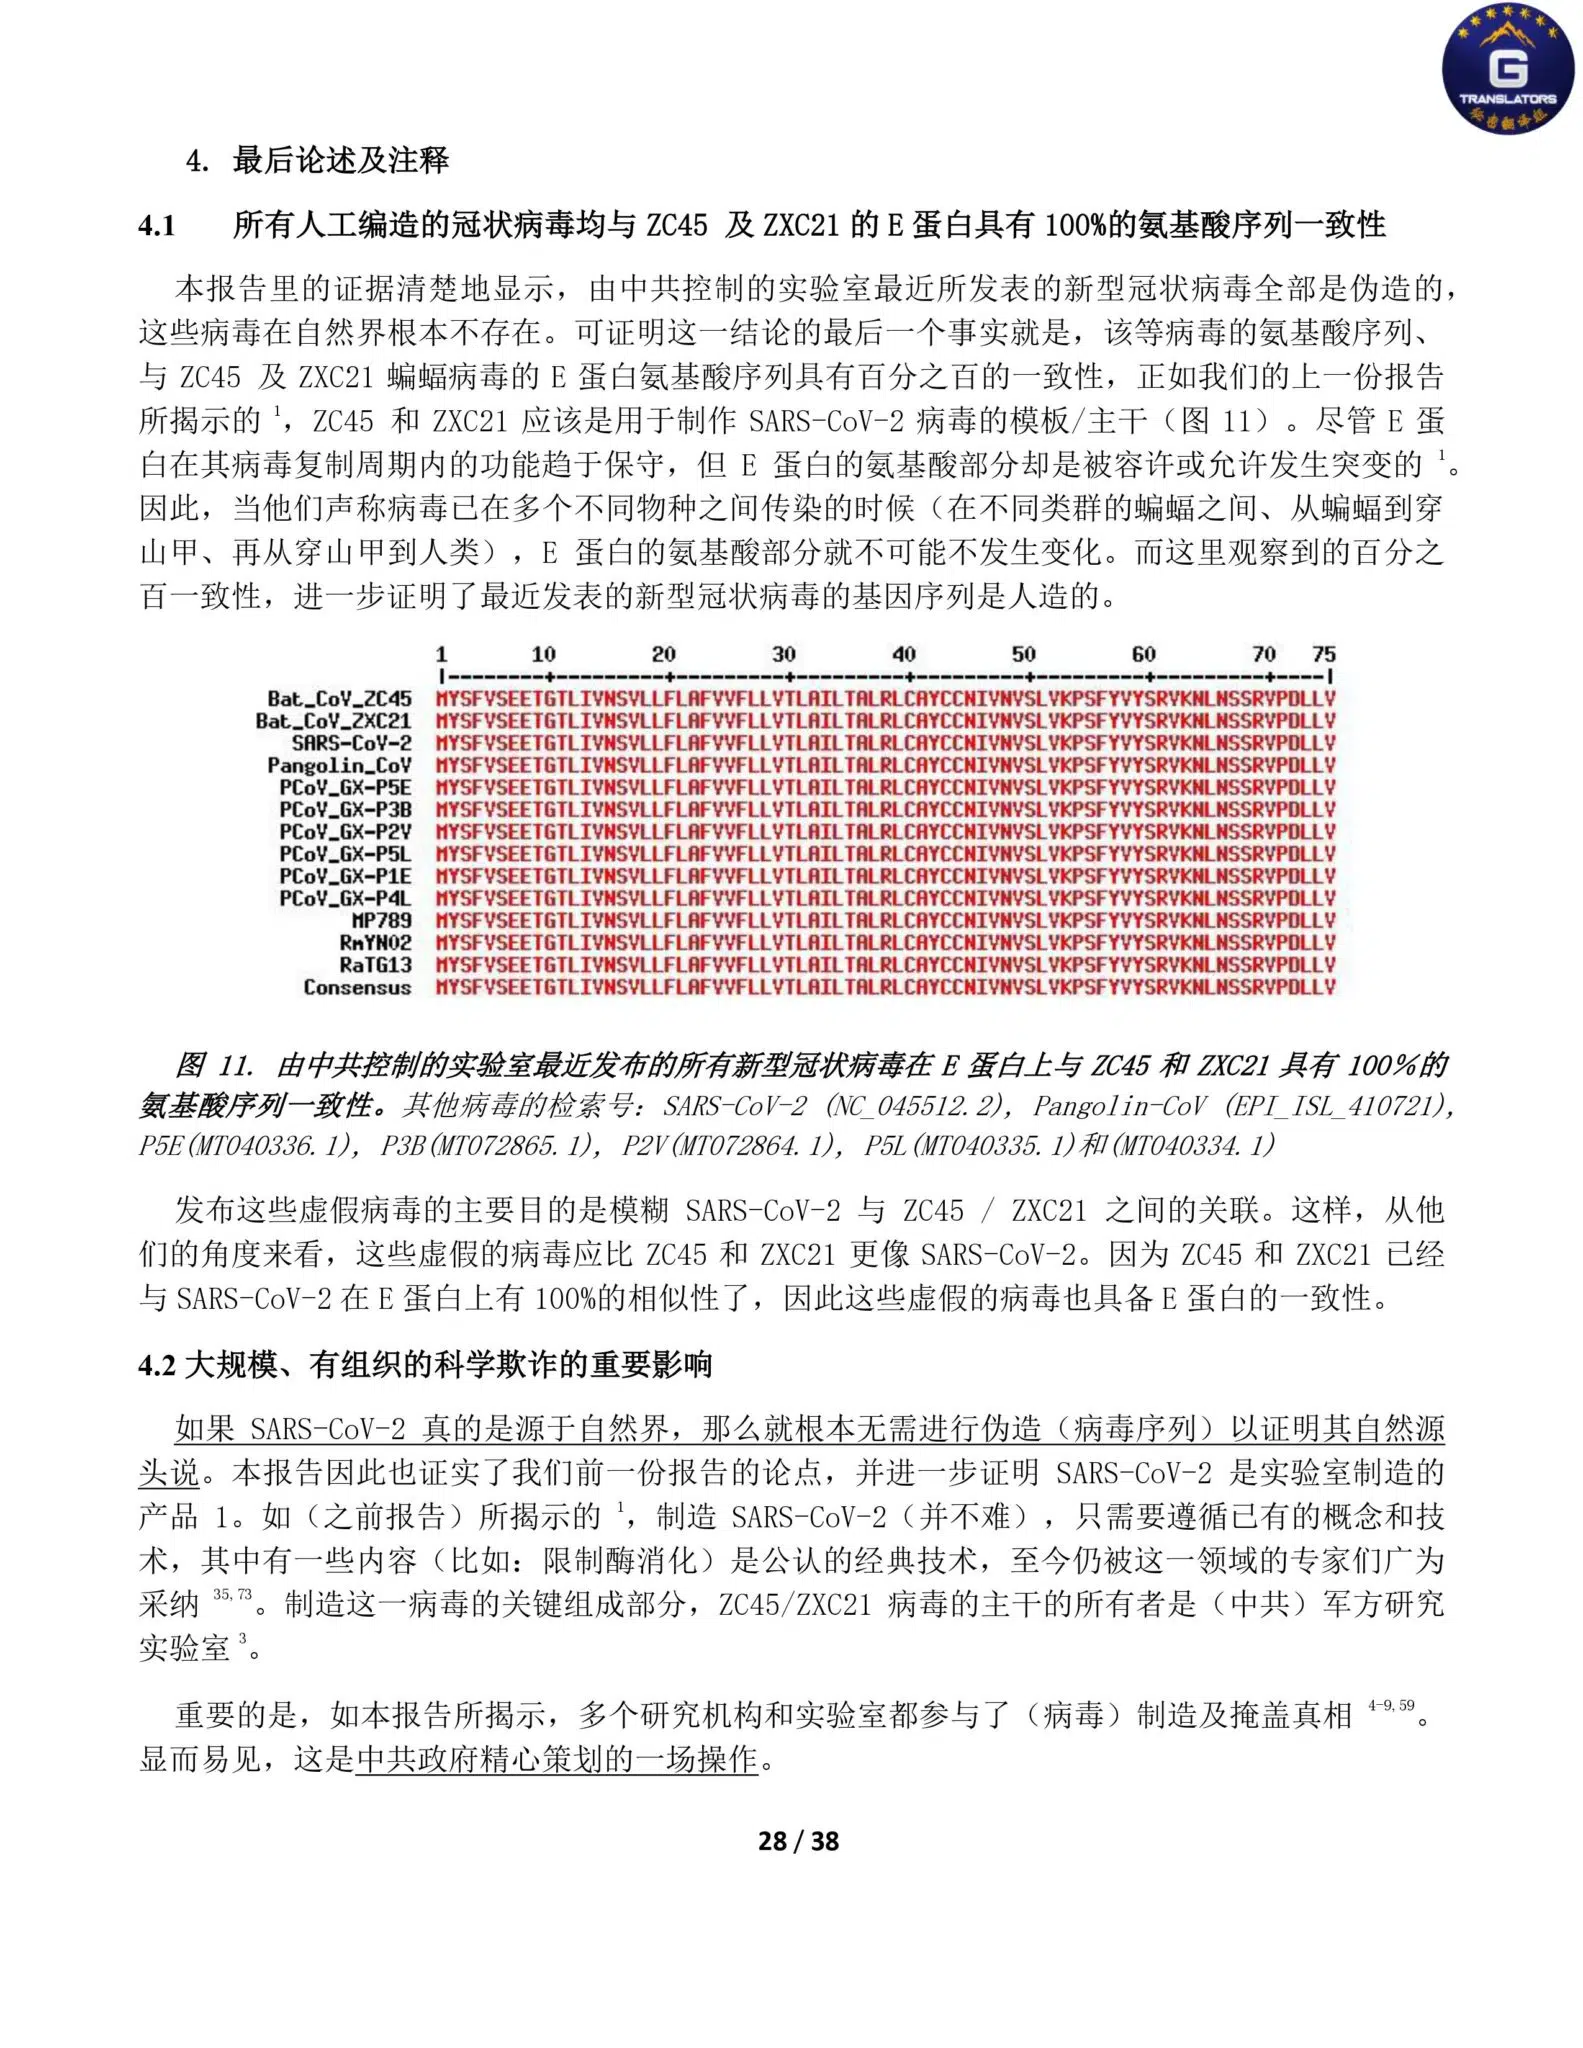 G
TRANSLATORS
4. 最后论述及注释
4.1 所有人工编造的冠状病毒均与 ZC45 及 ZXC21 的 E 蛋白具有 100%的氨基酸序列一致性
本报告里的证据清楚地显示，由中共控制的实验室最近所发表的新型冠状病毒全部是伪造的，
这些病毒在自然界根本不存在。可证明这一结论的最后一个事实就是，该等病毒的氨基酸序列、
与 ZC45 及 ZXC21 蝙蝠病毒的 E 蛋白氨基酸序列具有百分之百的一致性，正如我们的上一份报告
所揭示的 1，ZC45 和 ZXC21 应该是用于制作 SARS-CoV-2 病毒的模板/主干（图 11）。尽管 E 蛋
白在其病毒复制周期内的功能趋于保守，但 E 蛋白的氨基酸部分却是被容许或允许发生突变的 1。
因此，当他们声称病毒已在多个不同物种之间传染的时候（在不同类群的蝙蝠之间、从蝙蝠到穿
山甲、再从穿山甲到人类），E 蛋白的氨基酸部分就不可能不发生变化。而这里观察到的百分之
百一致性，进一步证明了最近发表的新型冠状病毒的基因序列是人造的。
1 10 20 30 40 50 60 70 75
|--------+---------+---------+---------+---------+---------+---------+----|
Bat_CoV_ZC45 MYSFVSEETGTLIVNSVLLFLAFVVFLLVTLAILTALRLCAYCCNIVNVSLVKPSFYVYSRVKNLNSSRVPDLLV
Bat_CoV_ZXC21 MYSFVSEETGTLIVNSVLLFLAFVVFLLVTLAILTALRLCAYCCNIVNVSLVKPSFYVYSRVKNLNSSRVPDLLV
SARS-CoV-2 MYSFVSEETGTLIVNSVLLFLAFVVFLLVTLAILTALRLCAYCCNIVNVSLVKPSFYVYSRVKNLNSSRVPDLLV
Pangolin_CoV MYSFVSEETGTLIVNSVLLFLAFVVFLLVTLAILTALRLCAYCCNIVNVSLVKPSFYVYSRVKNLNSSRVPDLLV
PCoV_GX-P5E MYSFVSEETGTLIVNSVLLFLAFVVFLLVTLAILTALRLCAYCCNIVNVSLVKPSFYVYSRVKNLNSSRVPDLLV
PCoV_GX-P3B MYSFVSEETGTLIVNSVLLFLAFVVFLLVTLAILTALRLCAYCCNIVNVSLVKPSFYVYSRVKNLNSSRVPDLLV
PCoV_GX-P2V MYSFVSEETGTLIVNSVLLFLAFVVFLLVTLAILTALRLCAYCCNIVNVSLVKPSFYVYSRVKNLNSSRVPDLLV
PCoV_GX-P5L MYSFVSEETGTLIVNSVLLFLAFVVFLLVTLAILTALRLCAYCCNIVNVSLVKPSFYVYSRVKNLNSSRVPDLLV
PCoV_GX-P1E MYSFVSEETGTLIVNSVLLFLAFVVFLLVTLAILTALRLCAYCCNIVNVSLVKPSFYVYSRVKNLNSSRVPDLLV
PCoV_GX-P4L MYSFVSEETGTLIVNSVLLFLAFVVFLLVTLAILTALRLCAYCCNIVNVSLVKPSFYVYSRVKNLNSSRVPDLLV
MP789 MYSFVSEETGTLIVNSVLLFLAFVVFLLVTLAILTALRLCAYCCNIVNVSLVKPSFYVYSRVKNLNSSRVPDLLV
RmYN02 MYSFVSEETGTLIVNSVLLFLAFVVFLLVTLAILTALRLCAYCCNIVNVSLVKPSFYVYSRVKNLNSSRVPDLLV
RaTG13 MYSFVSEETGTLIVNSVLLFLAFVVFLLVTLAILTALRLCAYCCNIVNVSLVKPSFYVYSRVKNLNSSRVPDLLV
Consensus MYSFVSEETGTLIVNSVLLFLAFVVFLLVTLAILTALRLCAYCCNIVNVSLVKPSFYVYSRVKNLNSSRVPDLLV
图 11. 由中共控制的实验室最近发布的所有新型冠状病毒在 E 蛋白上与 ZC45 和 ZXC21 具有 100%的
氨基酸序列一致性。其他病毒的检索号：SARS-CoV-2 (NC_045512.2), Pangolin-CoV (EPI_ISL_410721),
P5E(MT040336.1), P3B(MT072865.1), P2V(MT072864.1), P5L(MT040335.1)和(MT040334.1)
发布这些虚假病毒的主要目的是模糊 SARS-CoV-2 与 ZC45 / ZXC21 之间的关联。这样，从他
们的角度来看，这些虚假的病毒应比 ZC45 和 ZXC21 更像 SARS-CoV-2。因为 ZC45 和 ZXC21 已经
与 SARS-CoV-2 在 E 蛋白上有 100%的相似性了，因此这些虚假的病毒也具备 E 蛋白的一致性。
4.2 大规模、有组织的科学欺诈的重要影响
如果 SARS-CoV-2 真的是源于自然界，那么就根本无需进行伪造（病毒序列）以证明其自然源
头说。本报告因此也证实了我们前一份报告的论点，并进一步证明 SARS-CoV-2 是实验室制造的
产品 1。如（之前报告）所揭示的 1，制造 SARS-CoV-2（并不难），只需要遵循已有的概念和技
术，其中有一些内容（比如：限制酶消化）是公认的经典技术，至今仍被这一领域的专家们广为
采纳 35,73。制造这一病毒的关键组成部分，ZC45/ZXC21 病毒的主干的所有者是（中共）军方研究
实验室 3。
重要的是，如本报告所揭示，多个研究机构和实验室都参与了（病毒）制造及掩盖真相 4-9,59。
显而易见，这是中共政府精心策划的一场操作。
28 / 38